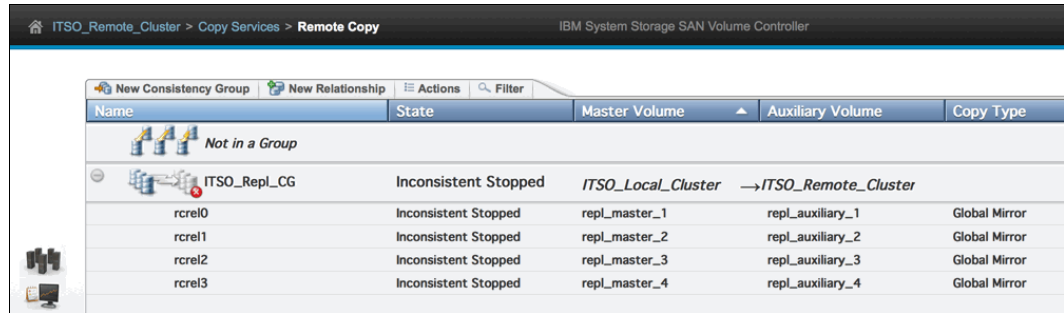 ITSO_Remote_Cluster > Copy Services > Remote Copy IBM System Storage SAN Volume Controller
New Consistency Group New Relationship Actions Filter
Name State Master Volume Auxiliary Volume Copy Type
Not in a Group
ITSO_Repl_CG Inconsistent Stopped ITSO_Local_Cluster →ITSO_Remote_Cluster
rcrel0 Inconsistent Stopped repl_master_1 repl_auxiliary_1 Global Mirror
rcrel1 Inconsistent Stopped repl_master_2 repl_auxiliary_2 Global Mirror
rcrel2 Inconsistent Stopped repl_master_3 repl_auxiliary_3 Global Mirror
rcrel3 Inconsistent Stopped repl_master_4 repl_auxiliary_4 Global Mirror